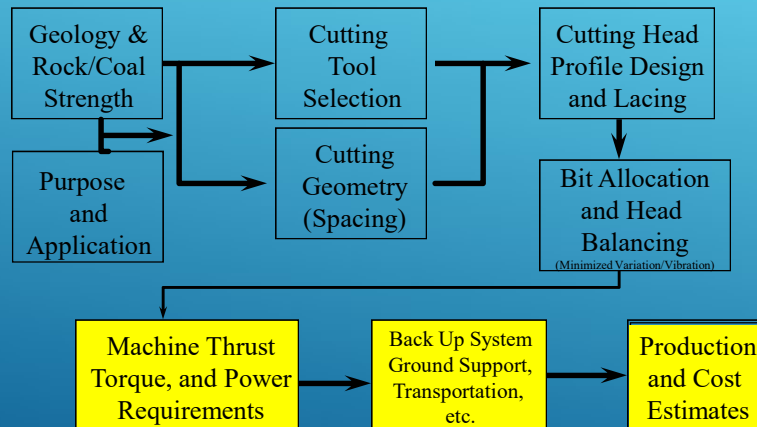 Geology &
Rock/Coal
Strength
Purpose
and
Application
Cutting
Tool
Selection
Cutting
Geometry
(Spacing)
Cutting Head
Profile Design
and Lacing
Bit Allocation
and Head
Balancing
(Minimized Variation/Vibration)
Machine Thrust
Torque, and Power
Requirements
Back Up System
Ground Support,
Transportation,
etc.
Production
and Cost
Estimates